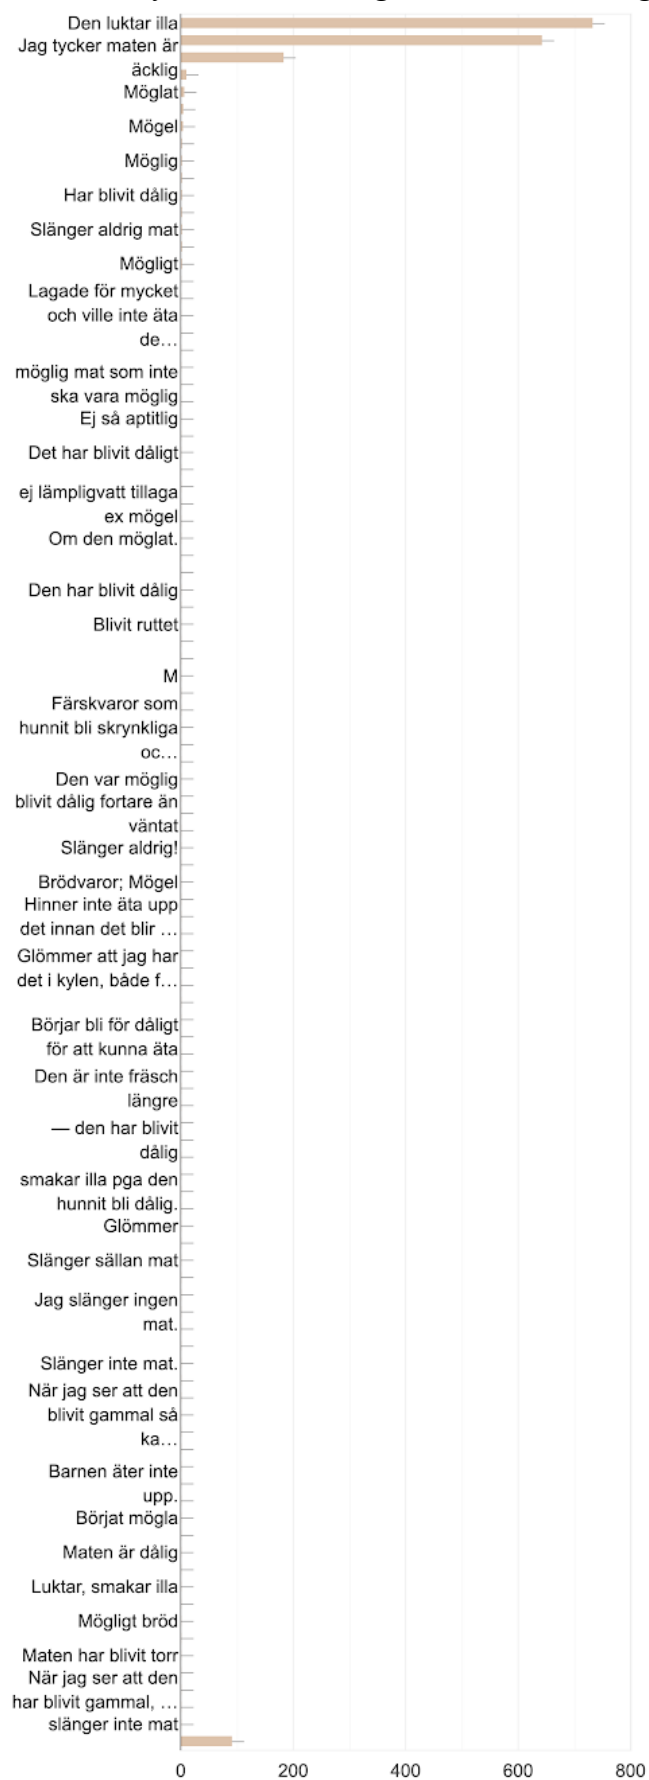 Den luktar illa
Jag tycker maten är
äcklig
Möglat
Mögel
Möglig
Har blivit dålig
Slänger aldrig mat
Mögligt
Lagade för mycket
och ville inte äta
de…
möglig mat som inte
ska vara möglig
Ej så aptitlig
Det har blivit dåligt
ej lämpligvatt tillaga
ex mögel
Om den möglat.
Den har blivit dålig
Blivit ruttet
M
Färskvaror som
hunnit bli skrynkliga
oc…
Den var möglig
blivit dålig fortare än
väntat
Slänger aldrig!
Brödvaror; Mögel
Hinner inte äta upp
det innan det blir …
Glömmer att jag har
det i kylen, både f…
Börjar bli för dåligt
för att kunna äta
Den är inte fräsch
längre
— den har blivit
dålig
smakar illa pga den
hunnit bli dålig.
Glömmer
Slänger sällan mat
Jag slänger ingen
mat.
Slänger inte mat.
När jag ser att den
blivit gammal så
ka…
Barnen äter inte
upp.
Börjat mögla
Maten är dålig
Luktar, smakar illa
Mögligt bröd
Maten har blivit torr
När jag ser att den
har blivit gammal, …
slänger inte mat
0 200 400 600 800